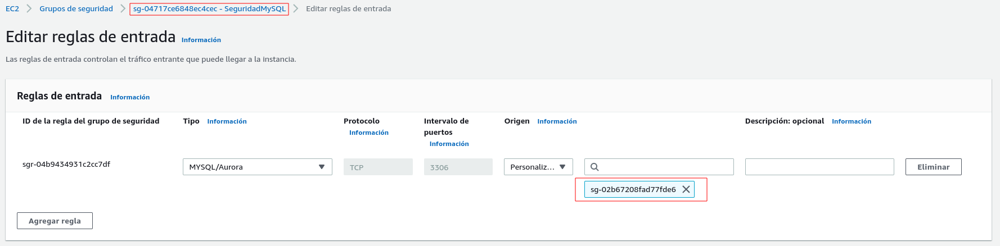 EC2 Grupos de seguridad sg-04717ce6848ec4cec - SeguridadMySQL Editar reglas de entrada
Editar reglas de entrada Información
Las reglas de entrada controlan el tráfico entrante que puede llegar a la instancia.
Reglas de entrada Información
ID de la regla del grupo de seguridad Tipo Información Protocolo Información Intervalo de puertos Información Origen Información Descripción: opcional Información
sgr-04b9434931c2cc7df MYSQL/Aurora TCP 3306 Personaliz... Eliminar
sg-02b67208fad77fde6
Agregar regla